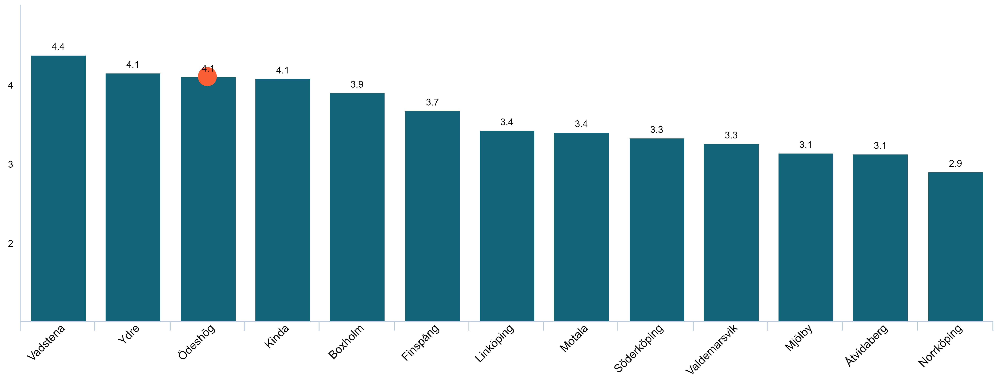 4.4
4.1
4.1
4.1
3.9
3.7
3.4
3.4
3.3
3.3
3.1
3.1
2.9
4
3
2
Vadstena
Ydre
Ödeshög
Kinda
Boxholm
Finspång
Linköping
Motala
Söderköping
Valdemarsvik
Mjölby
Åtvidaberg
Norrköping